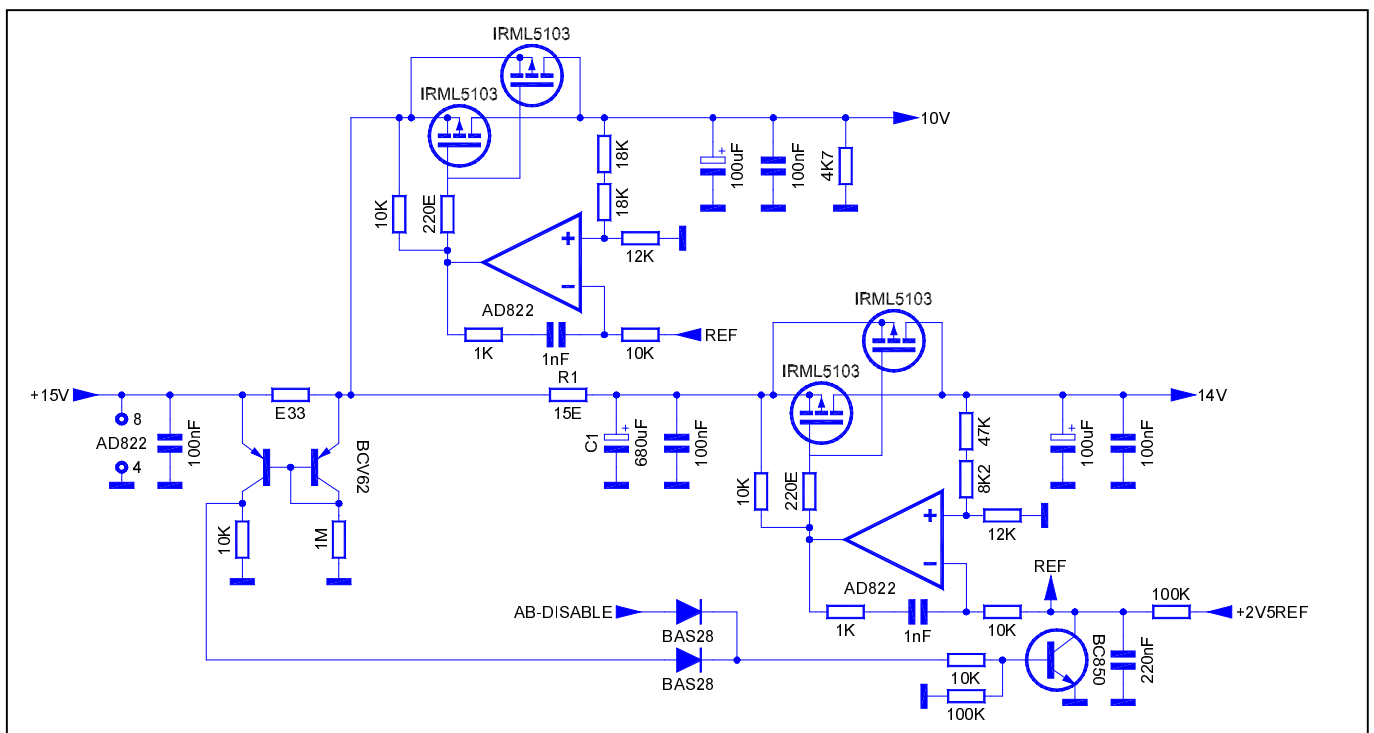 IRML5103
IRML5103
10V
18K
100uF
+
100nF
4K7
10K
220E
18K
+
12K
–
AD822
1K
1nF
10K
REF
IRML5103
IRML5103
+15V
E33
R1
15E
14V
8
AD822
4
100nF
BCV62
C1
680uF
+
100nF
47K
100uF
+
100nF
10K
220E
8K2
+
12K
–
10K
1M
AD822
REF
100K
AB-DISABLE
BAS28
1K
1nF
10K
+2V5REF
BAS28
10K
BC850
220nF
100K